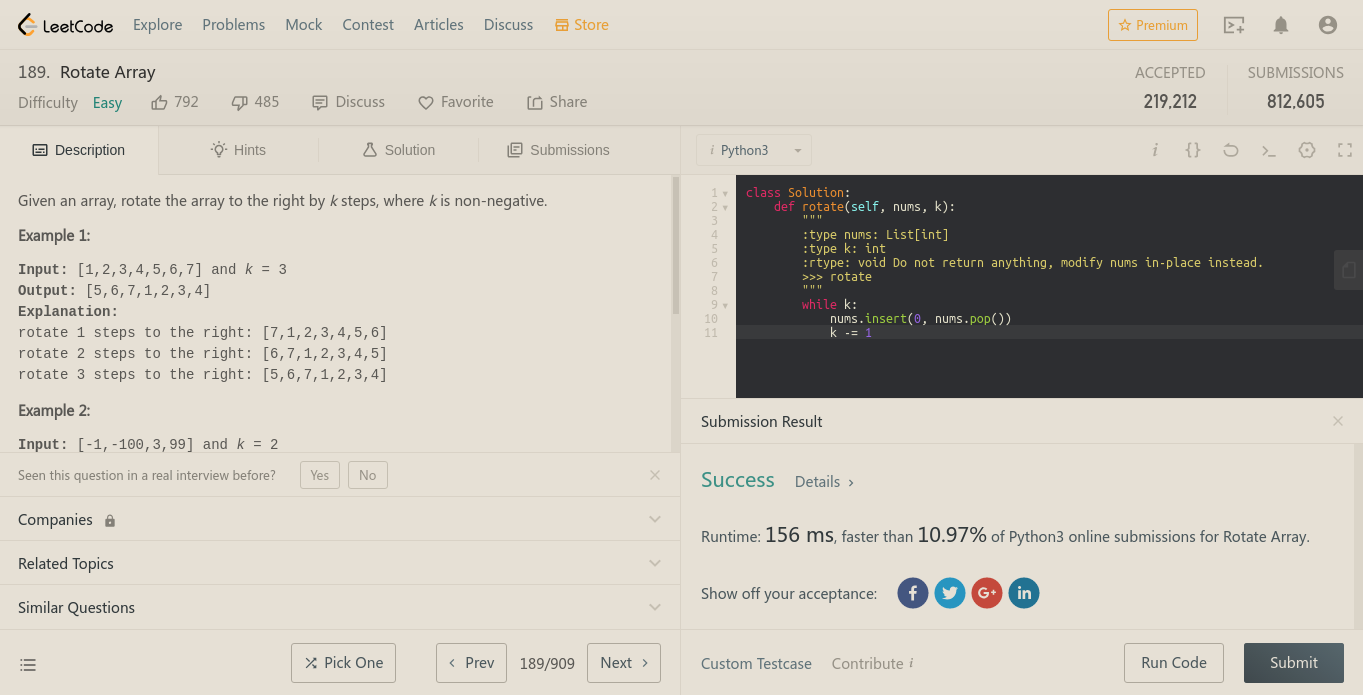 LeetCode Explore Problems Mock Contest Articles Discuss Store Premium
189. Rotate Array
Difficulty Easy 792 485 Discuss Favorite Share
ACCEPTED SUBMISSIONS
219,212 812,605
Description Hints Solution Submissions
Given an array, rotate the array to the right by k steps, where k is non-negative.
Example 1:
Input: [1,2,3,4,5,6,7] and k = 3
Output: [5,6,7,1,2,3,4]
Explanation:
rotate 1 steps to the right: [7,1,2,3,4,5,6]
rotate 2 steps to the right: [6,7,1,2,3,4,5]
rotate 3 steps to the right: [5,6,7,1,2,3,4]
Example 2:
Input: [-1,-100,3,99] and k = 2
Seen this question in a real interview before? Yes No
Companies
Related Topics
Similar Questions
Pick One Prev 189/909 Next
i Python3
i {}
1 class Solution:
2     def rotate(self, nums, k):
3         """
4         :type nums: List[int]
5         :type k: int
6         :rtype: void Do not return anything, modify nums in-place instead.
7         >>> rotate
8         """
9         while k:
10             nums.insert(0, nums.pop())
11             k -= 1
Submission Result
Success Details
Runtime: 156 ms, faster than 10.97% of Python3 online submissions for Rotate Array.
Show off your acceptance: f G+ in
Custom Testcase Contribute i Run Code Submit